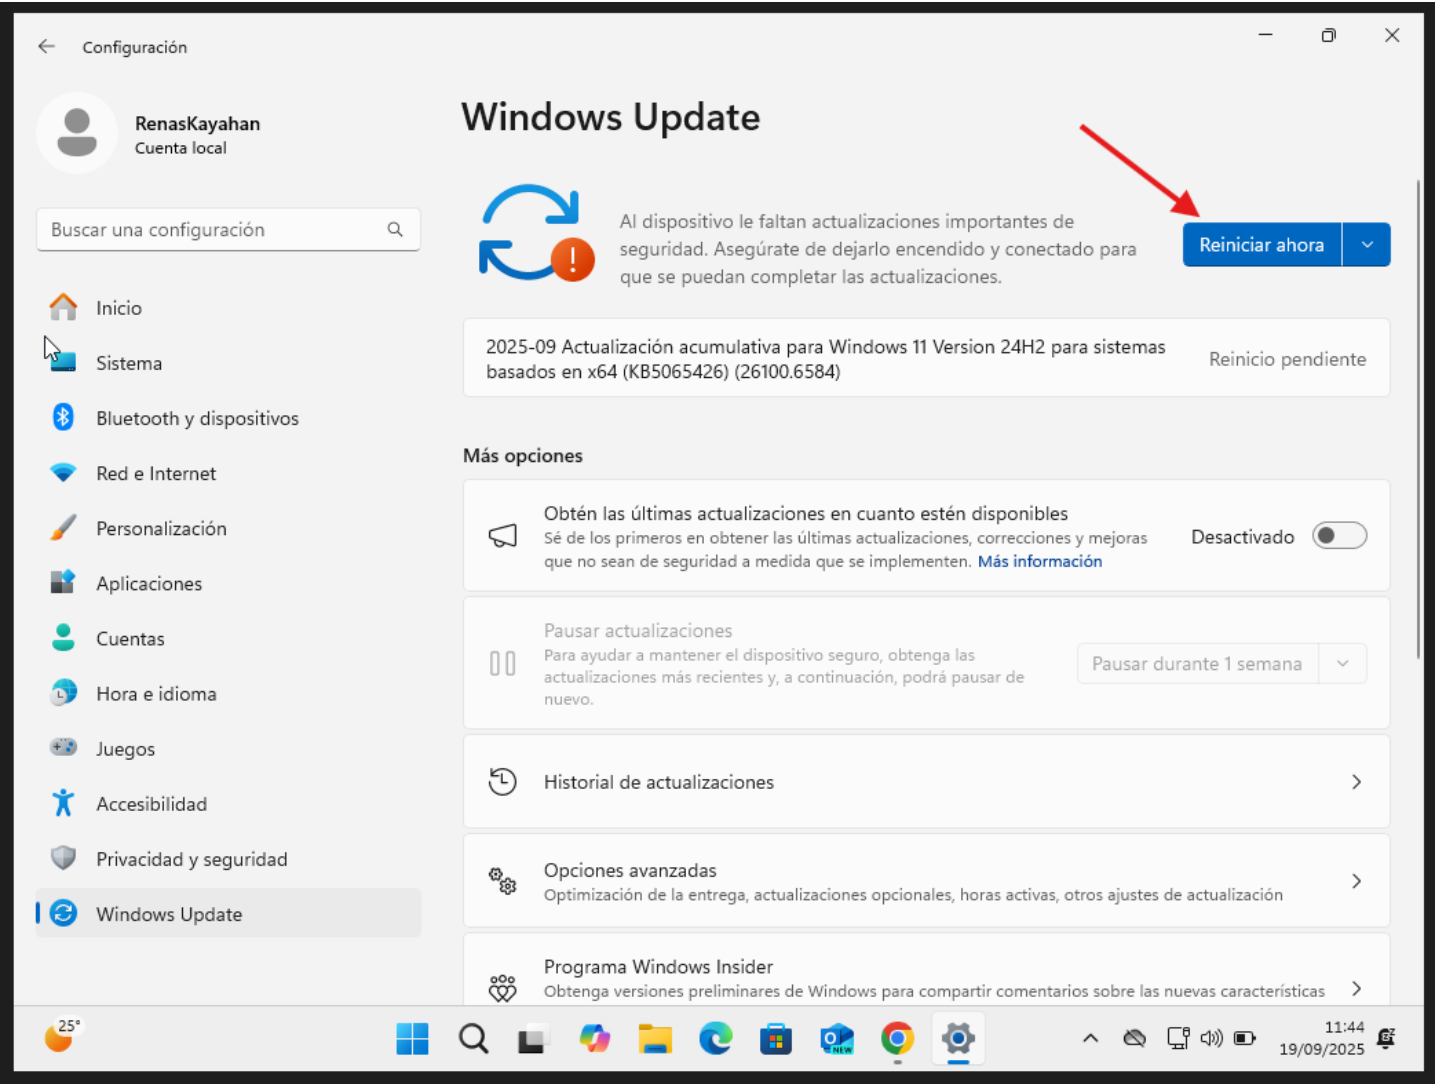 Configuración
RenasKayahan
Cuenta local
Buscar una configuración
Inicio
Sistema
Bluetooth y dispositivos
Red e Internet
Personalización
Aplicaciones
Cuentas
Hora e idioma
Juegos
Accesibilidad
Privacidad y seguridad
Windows Update
Windows Update
Al dispositivo le faltan actualizaciones importantes de
seguridad. Asegúrate de dejarlo encendido y conectado para
que se puedan completar las actualizaciones.
Reiniciar ahora
2025-09 Actualización acumulativa para Windows 11 Version 24H2 para sistemas
basados en x64 (KB5065426) (26100.6584)
Reinicio pendiente
Más opciones
Obtén las últimas actualizaciones en cuanto estén disponibles
Sé de los primeros en obtener las últimas actualizaciones, correcciones y mejoras
que no sean de seguridad a medida que se implementen. Más información
Desactivado
Pausar actualizaciones
Para ayudar a mantener el dispositivo seguro, obtenga las
actualizaciones más recientes y, a continuación, podrá pausar de
nuevo.
Pausar durante 1 semana
Historial de actualizaciones
Opciones avanzadas
Optimización de la entrega, actualizaciones opcionales, horas activas, otros ajustes de actualización
Programa Windows Insider
Obtenga versiones preliminares de Windows para compartir comentarios sobre las nuevas características
25°
NEW
11:44
19/09/2025